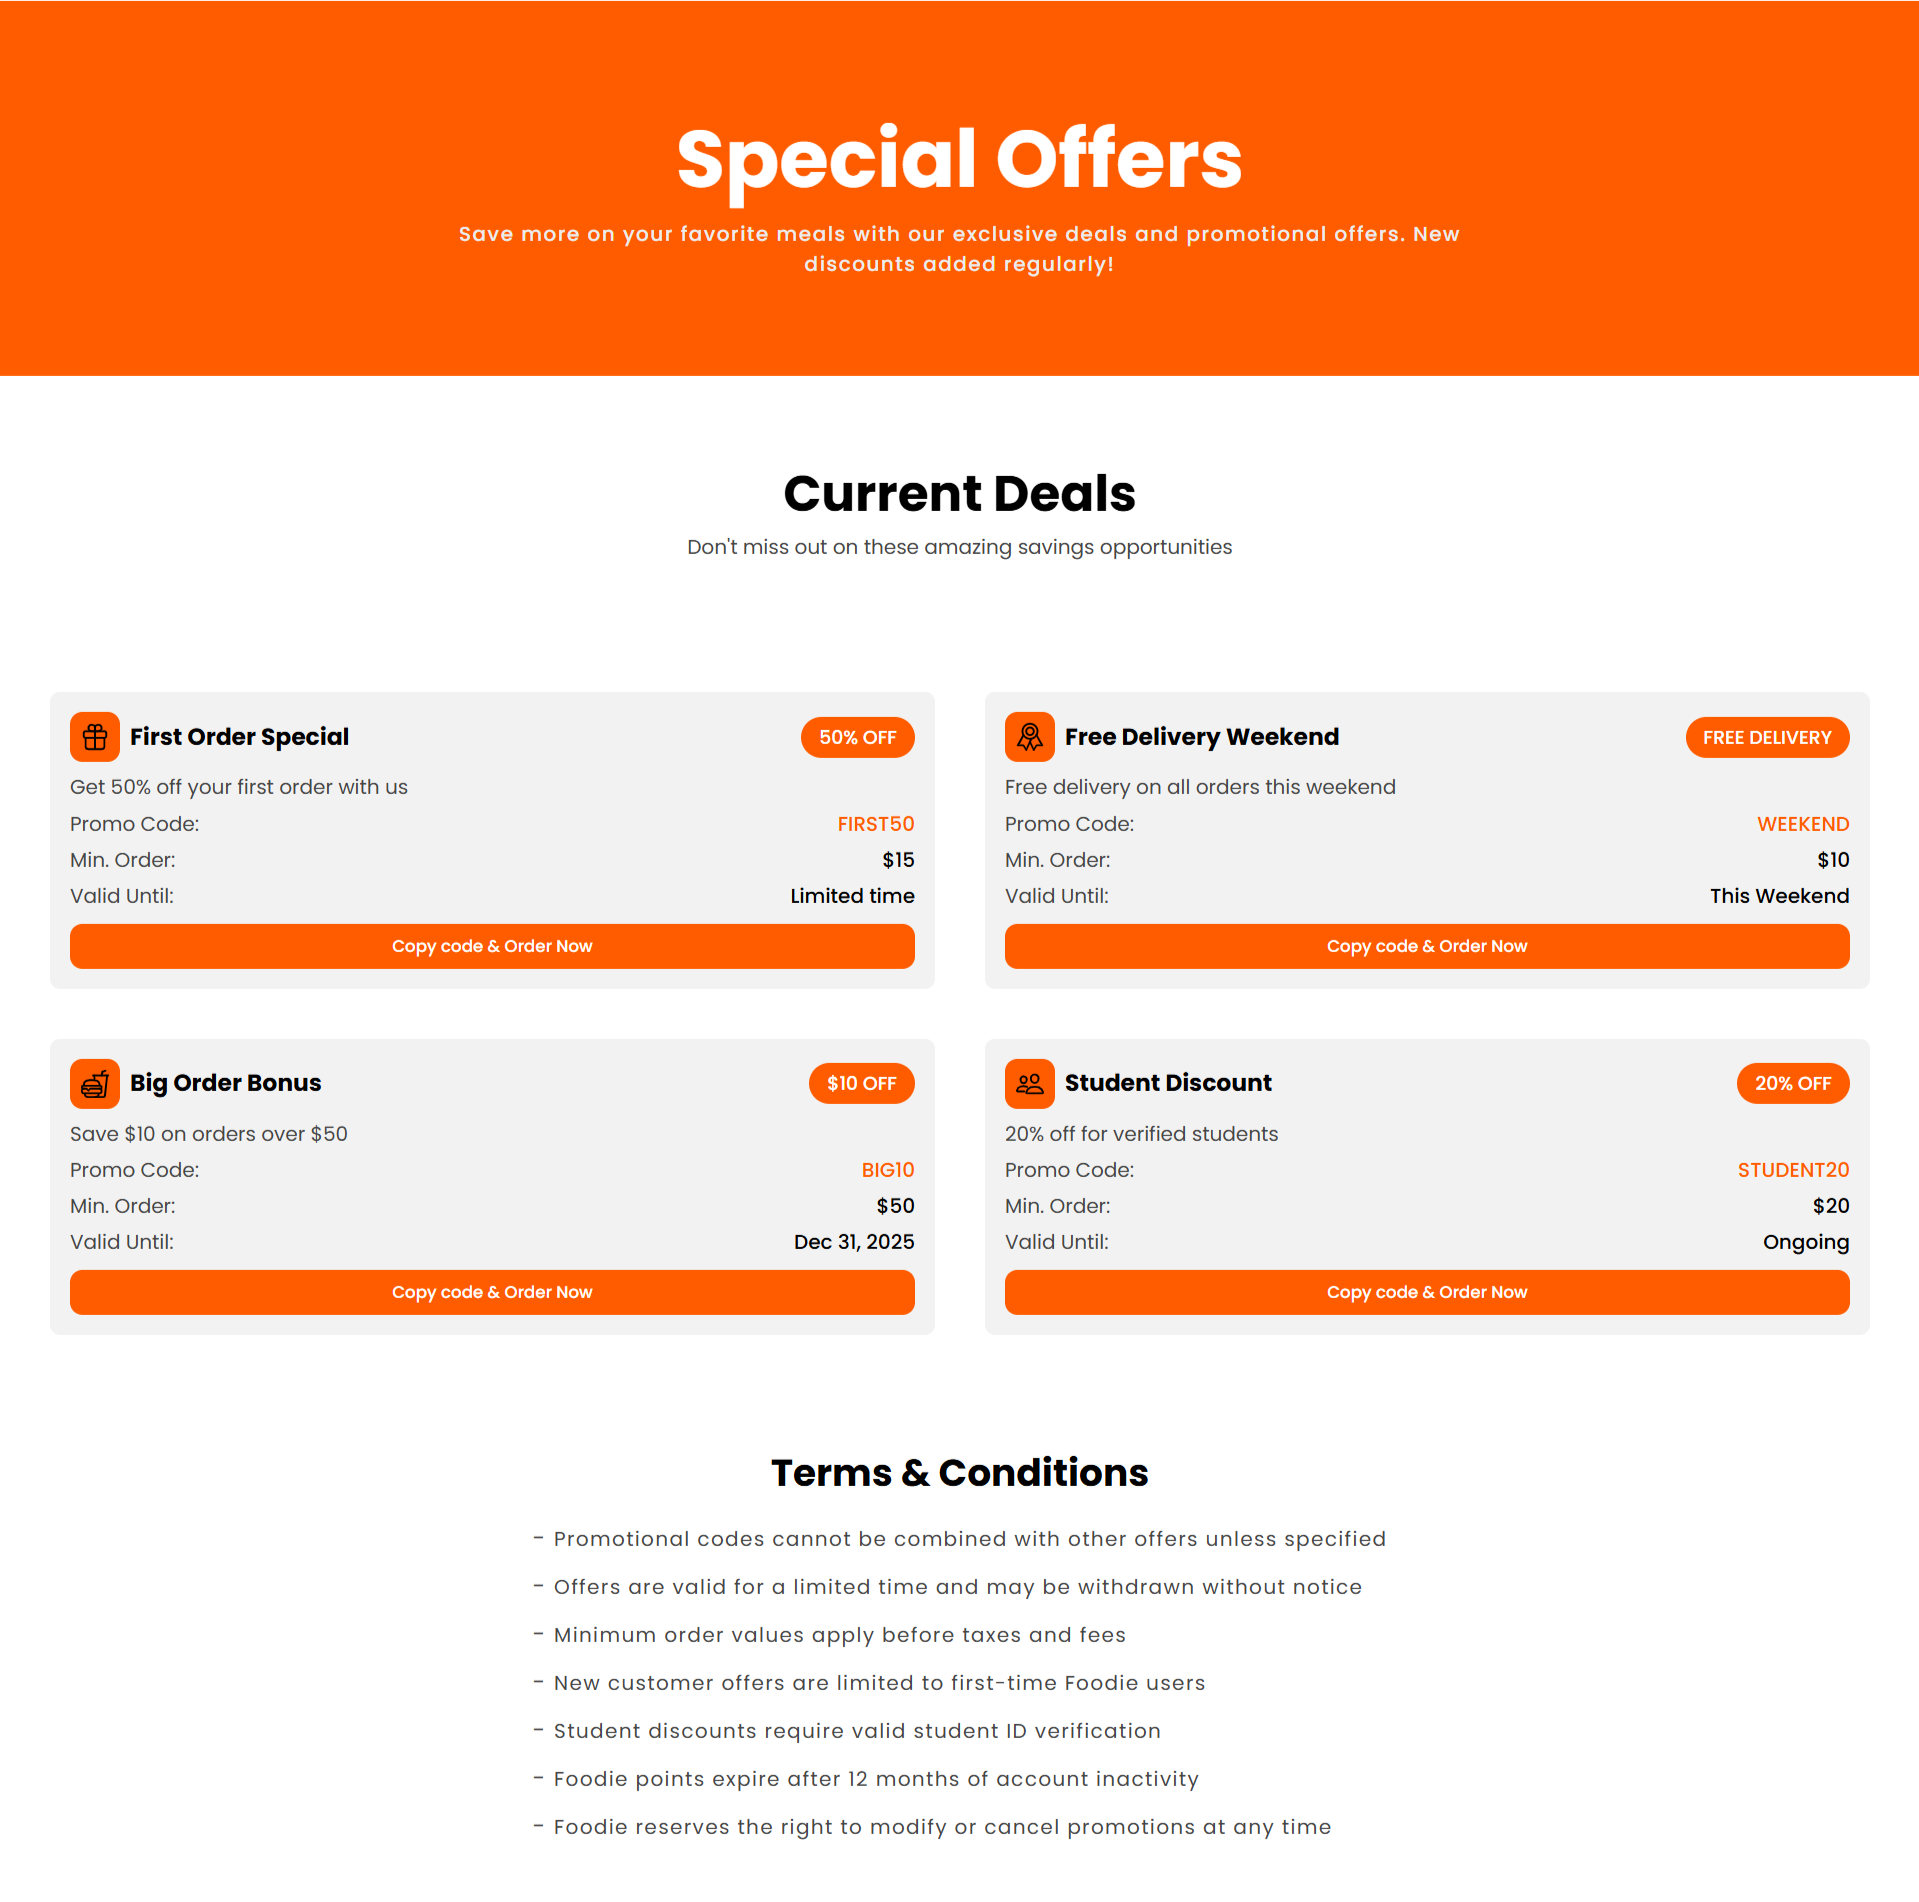 Special Offers
Save more on your favorite meals with our exclusive deals and promotional offers. New
discounts added regularly!
Current Deals
Don't miss out on these amazing savings opportunities
First Order Special
50% OFF
Get 50% off your first order with us
Promo Code: FIRST50
Min. Order: $15
Valid Until: Limited time
Copy code & Order Now
Free Delivery Weekend
FREE DELIVERY
Free delivery on all orders this weekend
Promo Code: WEEKEND
Min. Order: $10
Valid Until: This Weekend
Copy code & Order Now
Big Order Bonus
$10 OFF
Save $10 on orders over $50
Promo Code: BIG10
Min. Order: $50
Valid Until: Dec 31, 2025
Copy code & Order Now
Student Discount
20% OFF
20% off for verified students
Promo Code: STUDENT20
Min. Order: $20
Valid Until: Ongoing
Copy code & Order Now
Terms & Conditions
- Promotional codes cannot be combined with other offers unless specified
- Offers are valid for a limited time and may be withdrawn without notice
- Minimum order values apply before taxes and fees
- New customer offers are limited to first-time Foodie users
- Student discounts require valid student ID verification
- Foodie points expire after 12 months of account inactivity
- Foodie reserves the right to modify or cancel promotions at any time